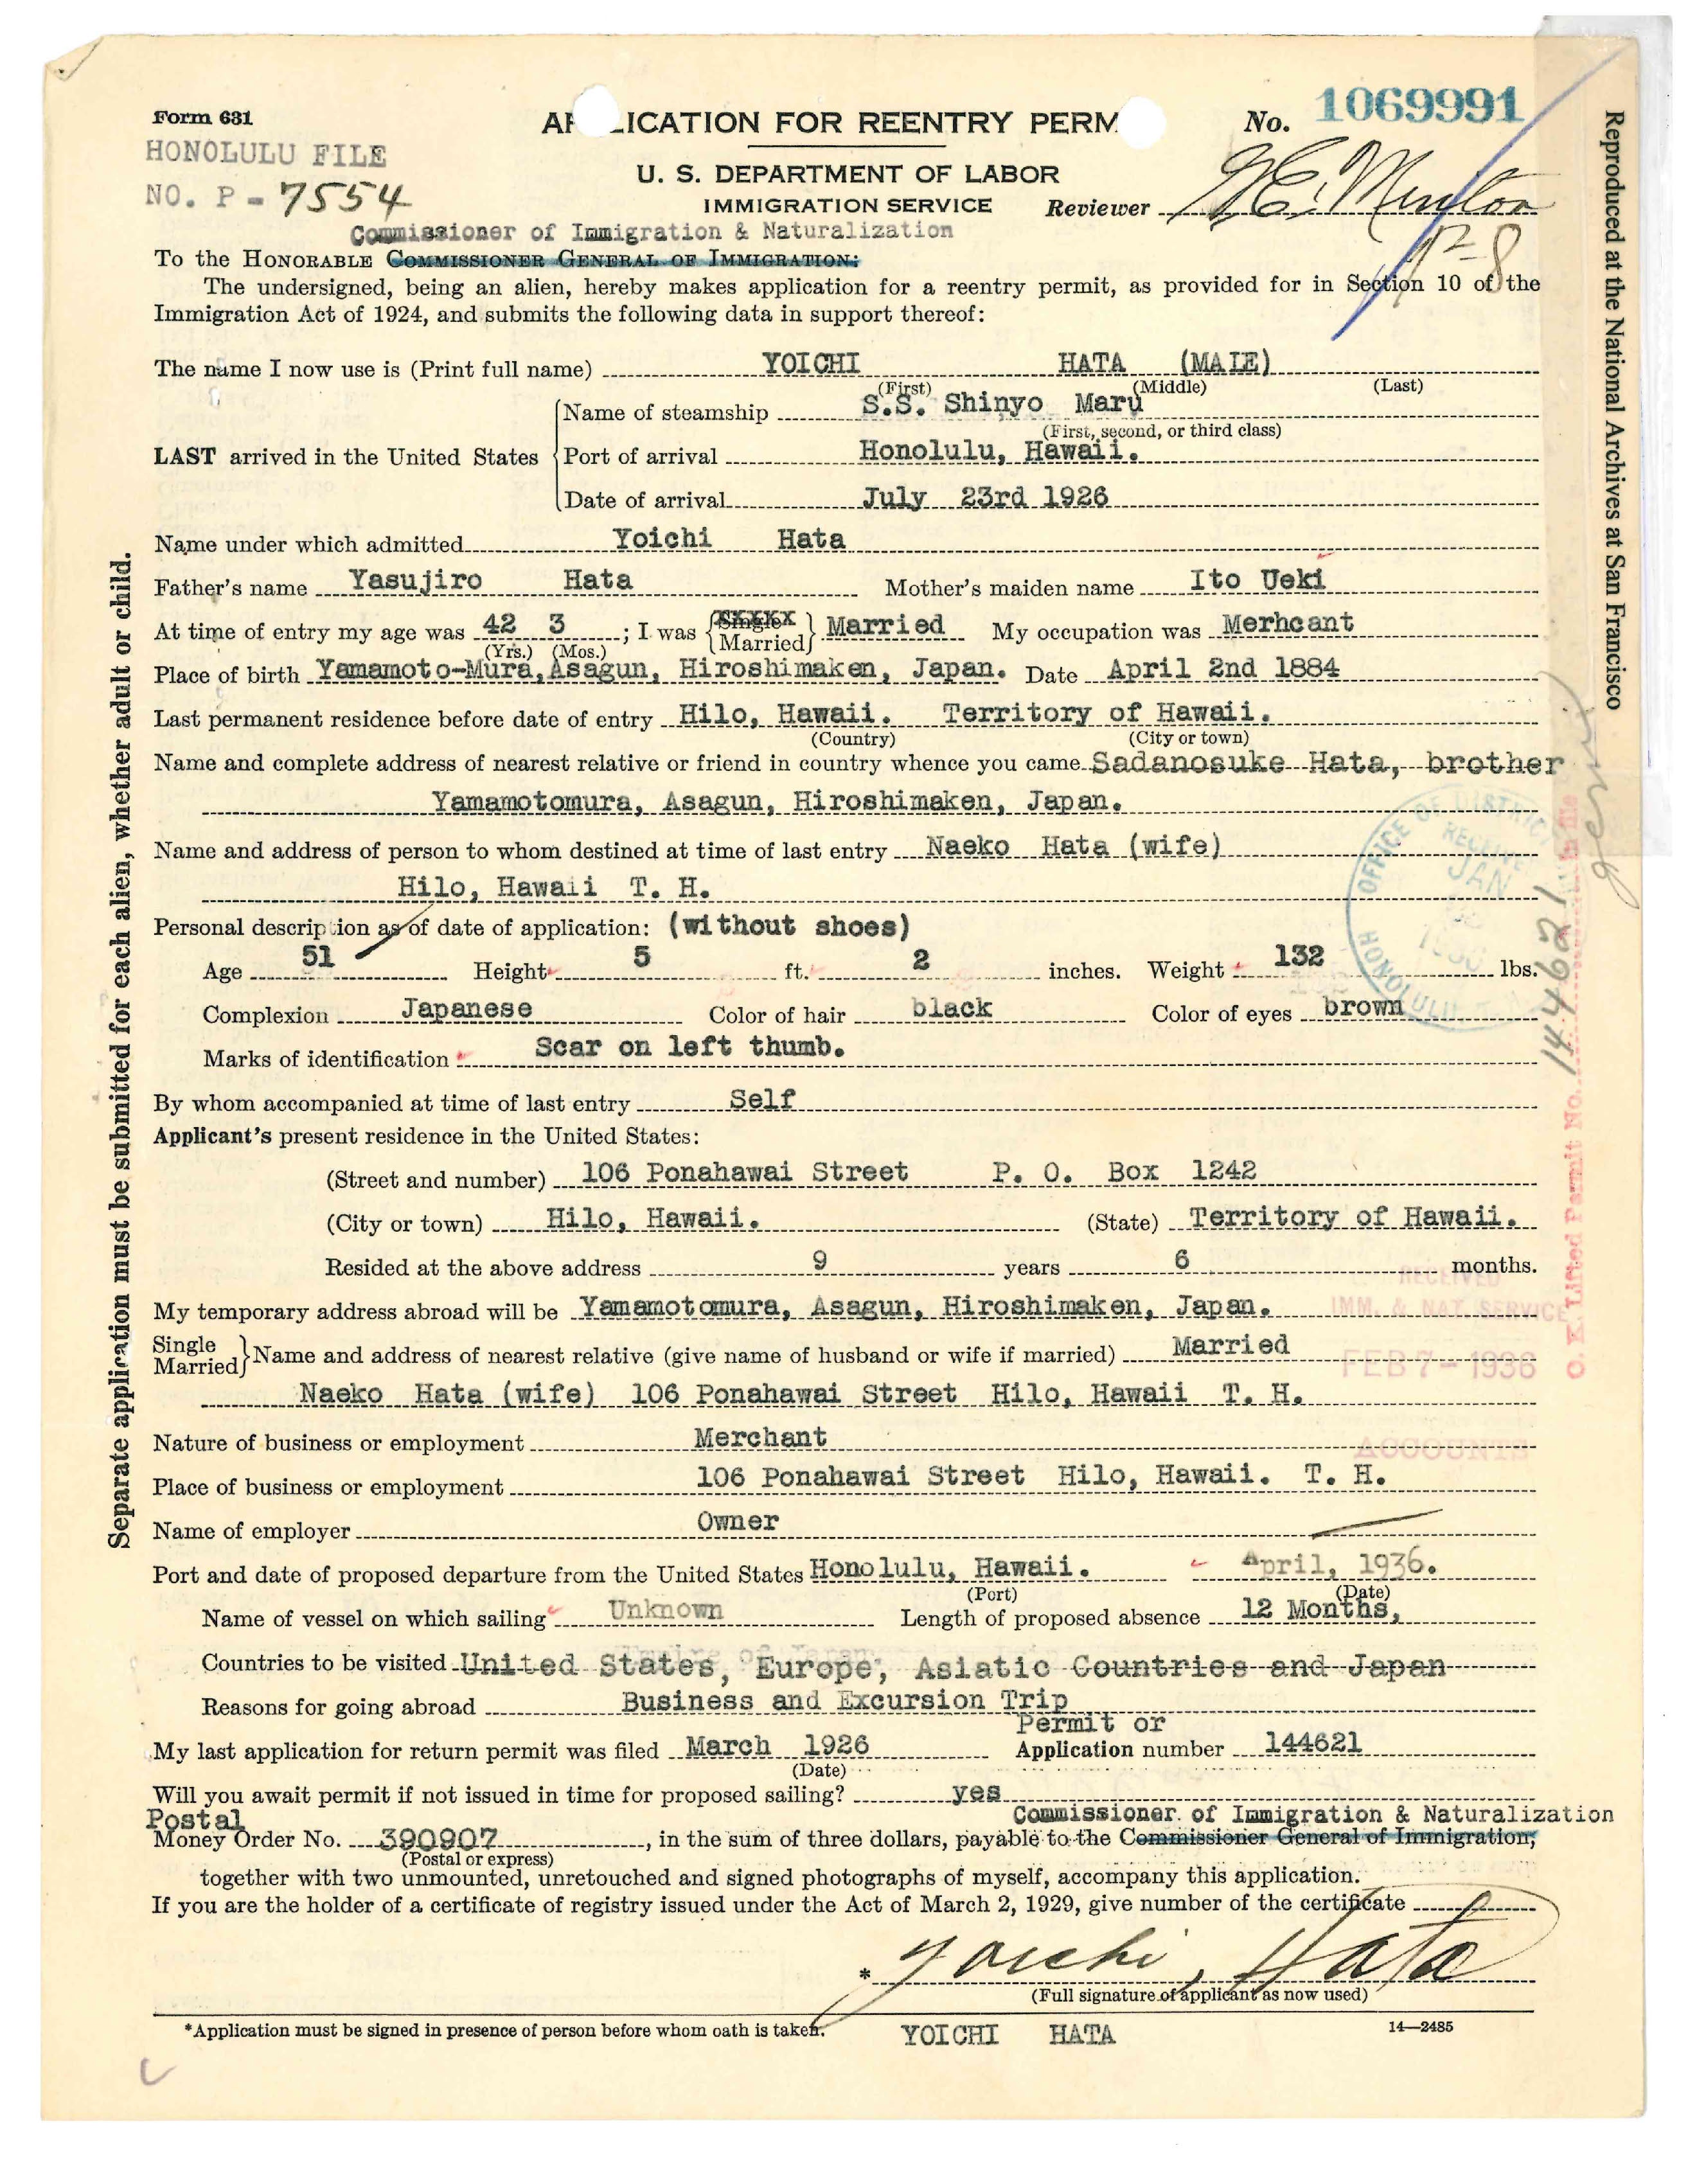 Form 631
HONOLULU FILE
NO. P - 7554
AP LICATION FOR REENTRY PERM
No. 1069991
U. S. DEPARTMENT OF LABOR
IMMIGRATION SERVICE
Reviewer
12-8
Commissioner of Immigration & Naturalization
To the HONORABLE COMMISSIONER GENERAL OF IMMIGRATION:
The undersigned, being an alien, hereby makes application for a reentry permit, as provided for in Section 10 of the
Immigration Act of 1924, and submits the following data in support thereof:
The name I now use is (Print full name) YOICHI HATA (MALE)
(First) (Middle) (Last)
Name of steamship S.S. Shinyo Maru
(First, second, or third class)
LAST arrived in the United States Port of arrival Honolulu, Hawaii.
Date of arrival July 23rd 1926
Name under which admitted Yoichi Hata
Father's name Yasujiro Hata Mother's maiden name Ito Ueki
At time of entry my age was 42 3 ; I was Single Married Married My occupation was Merhcant
(Yrs.) (Mos.)
Place of birth Yamamoto-Mura, Asagun, Hiroshimaken, Japan. Date April 2nd 1884
Last permanent residence before date of entry Hilo, Hawaii. Territory of Hawaii.
(Country) (City or town)
Name and complete address of nearest relative or friend in country whence you came Sadanosuke Hata, brother
Yamamotomura, Asagun, Hiroshimaken, Japan.
Name and address of person to whom destined at time of last entry Naeko Hata (wife)
Hilo, Hawaii T. H.
Personal description as of date of application: (without shoes)
Age 51 Height 5 ft. 2 inches. Weight 132 lbs.
Complexion Japanese Color of hair black Color of eyes brown
Marks of identification Scar on left thumb.
By whom accompanied at time of last entry Self
Applicant's present residence in the United States:
(Street and number) 106 Ponahawai Street P. O. Box 1242
(City or town) Hilo, Hawaii. (State) Territory of Hawaii.
Resided at the above address 9 years 6 months.
My temporary address abroad will be Yamamotomura, Asagun, Hiroshimaken, Japan.
Single
Married Name and address of nearest relative (give name of husband or wife if married) Married
Naeko Hata (wife) 106 Ponahawai Street Hilo, Hawaii T. H.
Nature of business or employment Merchant
Place of business or employment 106 Ponahawai Street Hilo, Hawaii. T. H.
Name of employer Owner
Port and date of proposed departure from the United States Honolulu, Hawaii. April, 1936.
(Port) (Date)
Name of vessel on which sailing Unknown Length of proposed absence 12 Months,
Countries to be visited United States, Europe, Asiatic Countries and Japan
Reasons for going abroad Business and Excursion Trip
Permit or
My last application for return permit was filed March 1926 Application number 144621
(Date)
Will you await permit if not issued in time for proposed sailing? yes
Postal Commissioner of Immigration & Naturalization
Money Order No. 390907, in the sum of three dollars, payable to the Commissioner General of Immigration,
(Postal or express)
together with two unmounted, unretouched and signed photographs of myself, accompany this application.
If you are the holder of a certificate of registry issued under the Act of March 2, 1929, give number of the certificate
* Yoichi, Hata
(Full signature of applicant as now used)
*Application must be signed in presence of person before whom oath is taken.
YOICHI HATA
14—2485
Separate application must be submitted for each alien, whether adult or child.
Reproduced at the National Archives at San Francisco
OFFICE OF DISTRICT
RECEIVED
JAN
HONOLULU
O. K. Lifted Permit No. 144621 in file
RECEIVED
IMM. & NAT. SERVICE
FEB 7 - 1936
ACCOUNTS